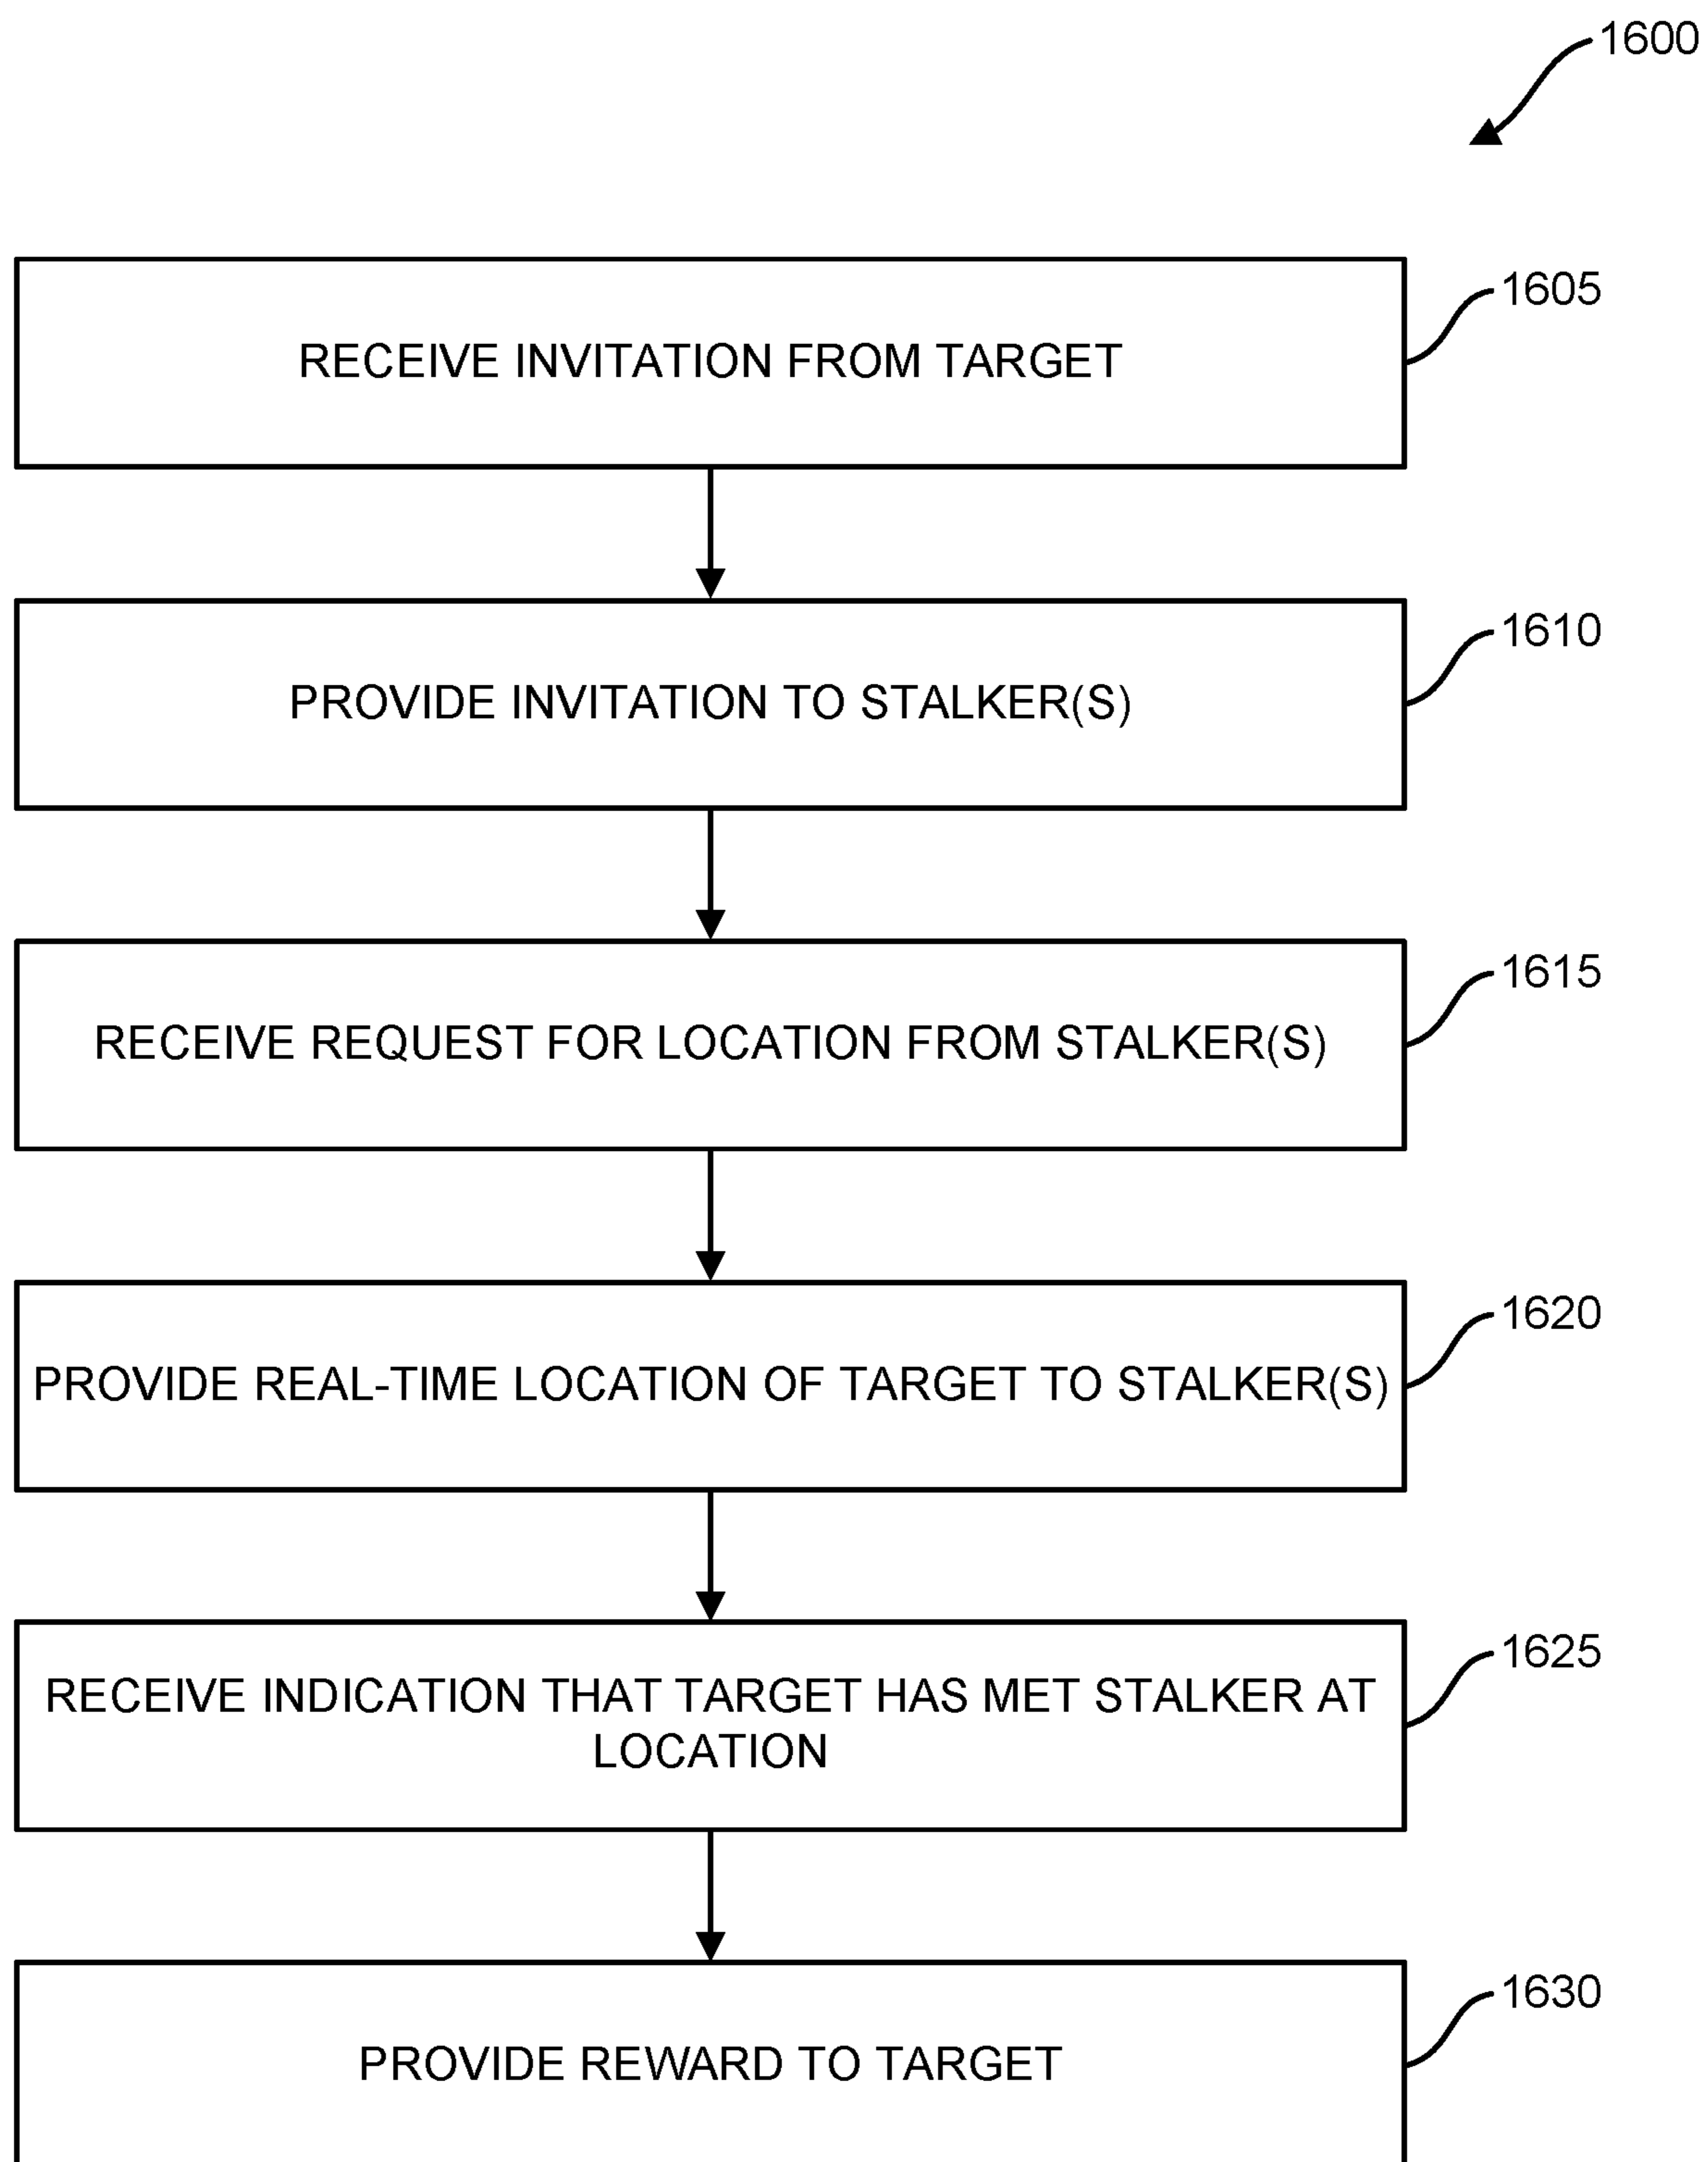 1600
RECEIVE INVITATION FROM TARGET
1605
PROVIDE INVITATION TO STALKER(S)
1610
RECEIVE REQUEST FOR LOCATION FROM STALKER(S)
1615
PROVIDE REAL-TIME LOCATION OF TARGET TO STALKER(S)
1620
RECEIVE INDICATION THAT TARGET HAS MET STALKER AT
LOCATION
1625
PROVIDE REWARD TO TARGET
1630